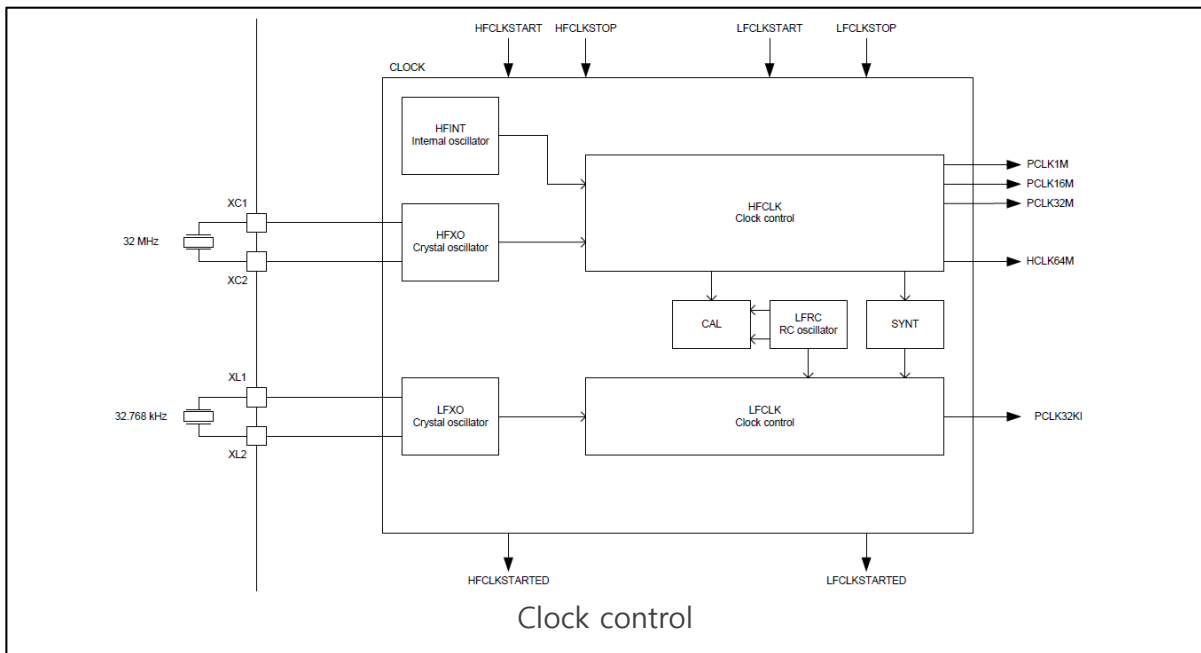 HFCLKSTART HFCLKSTOP LFCLKSTART LFCLKSTOP
CLOCK
HFINT
Internal oscillator
PCLK1M
PCLK16M
PCLK32M
HFCLK
Clock control
XC1
32 MHz
XC2
HFXO
Crystal oscillator
HCLK64M
CAL
LFRC
RC oscillator
SYNT
XL1
32.768 kHz
XL2
LFXO
Crystal oscillator
LFCLK
Clock control
PCLK32KI
HFCLKSTARTED LFCLKSTARTED
Clock control